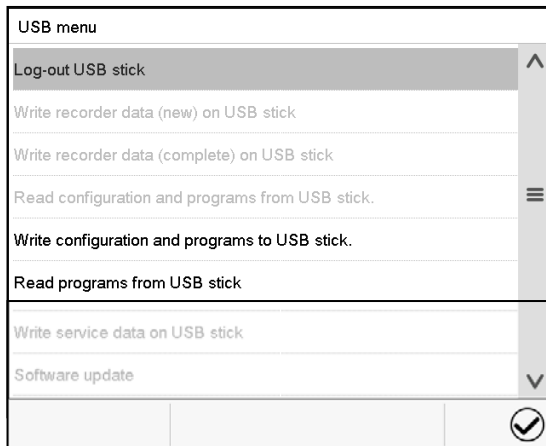 USB menu
Log-out USB stick
Write recorder data (new) on USB stick
Write recorder data (complete) on USB stick
Read configuration and programs from USB stick.
Write configuration and programs to USB stick.
Read programs from USB stick
Write service data on USB stick
Software update